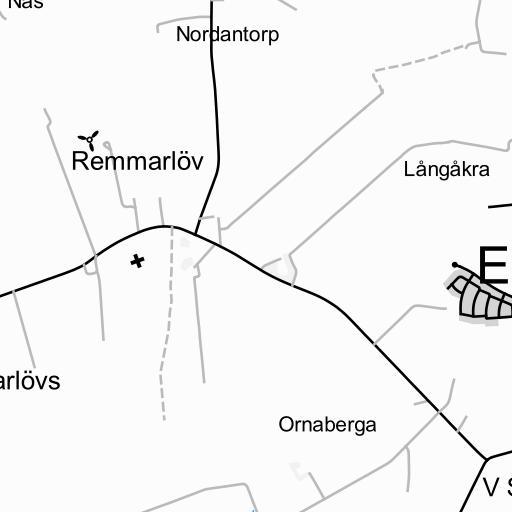 Näs
Nordantorp
Remmarlöv
Långåkra
E
arlövs
Ornaberga
V S